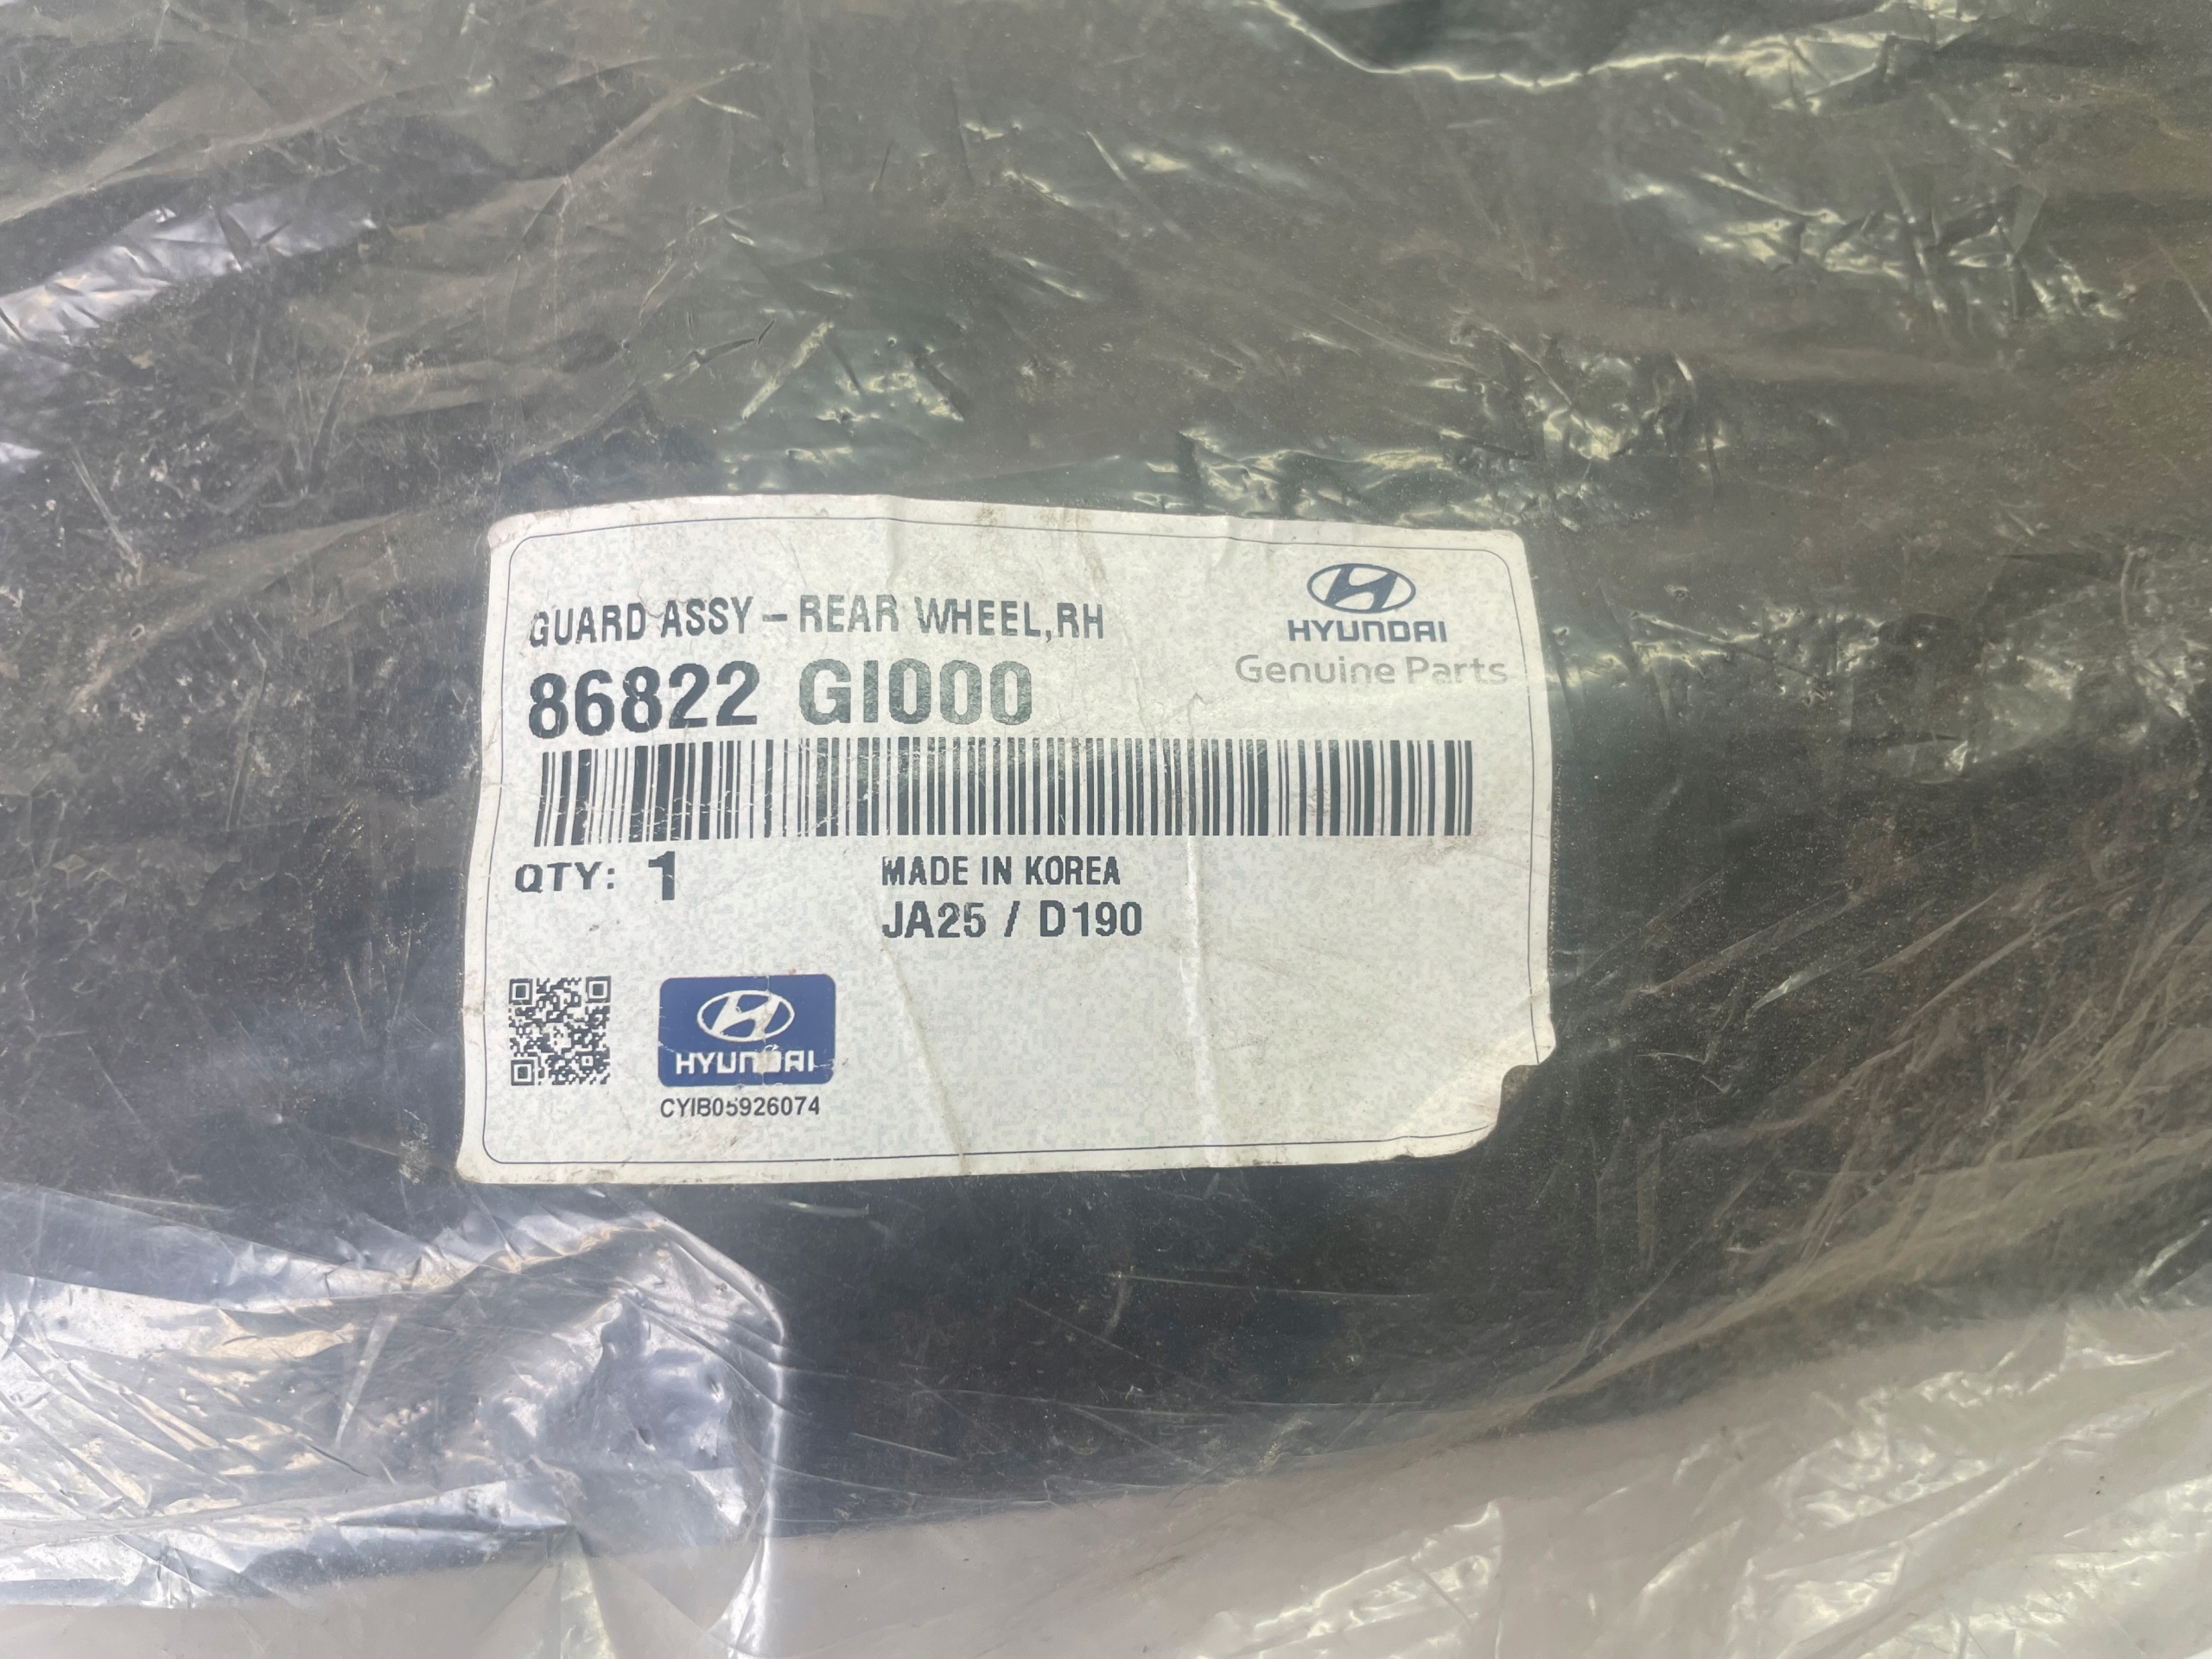 GUARD ASSY-REAR WHEEL,RH
86822 GI000
HYUNDAI
Genuine Parts
QTY: 1
MADE IN KOREA
JA25 / D190
HYUNDAI
CYIB05926074